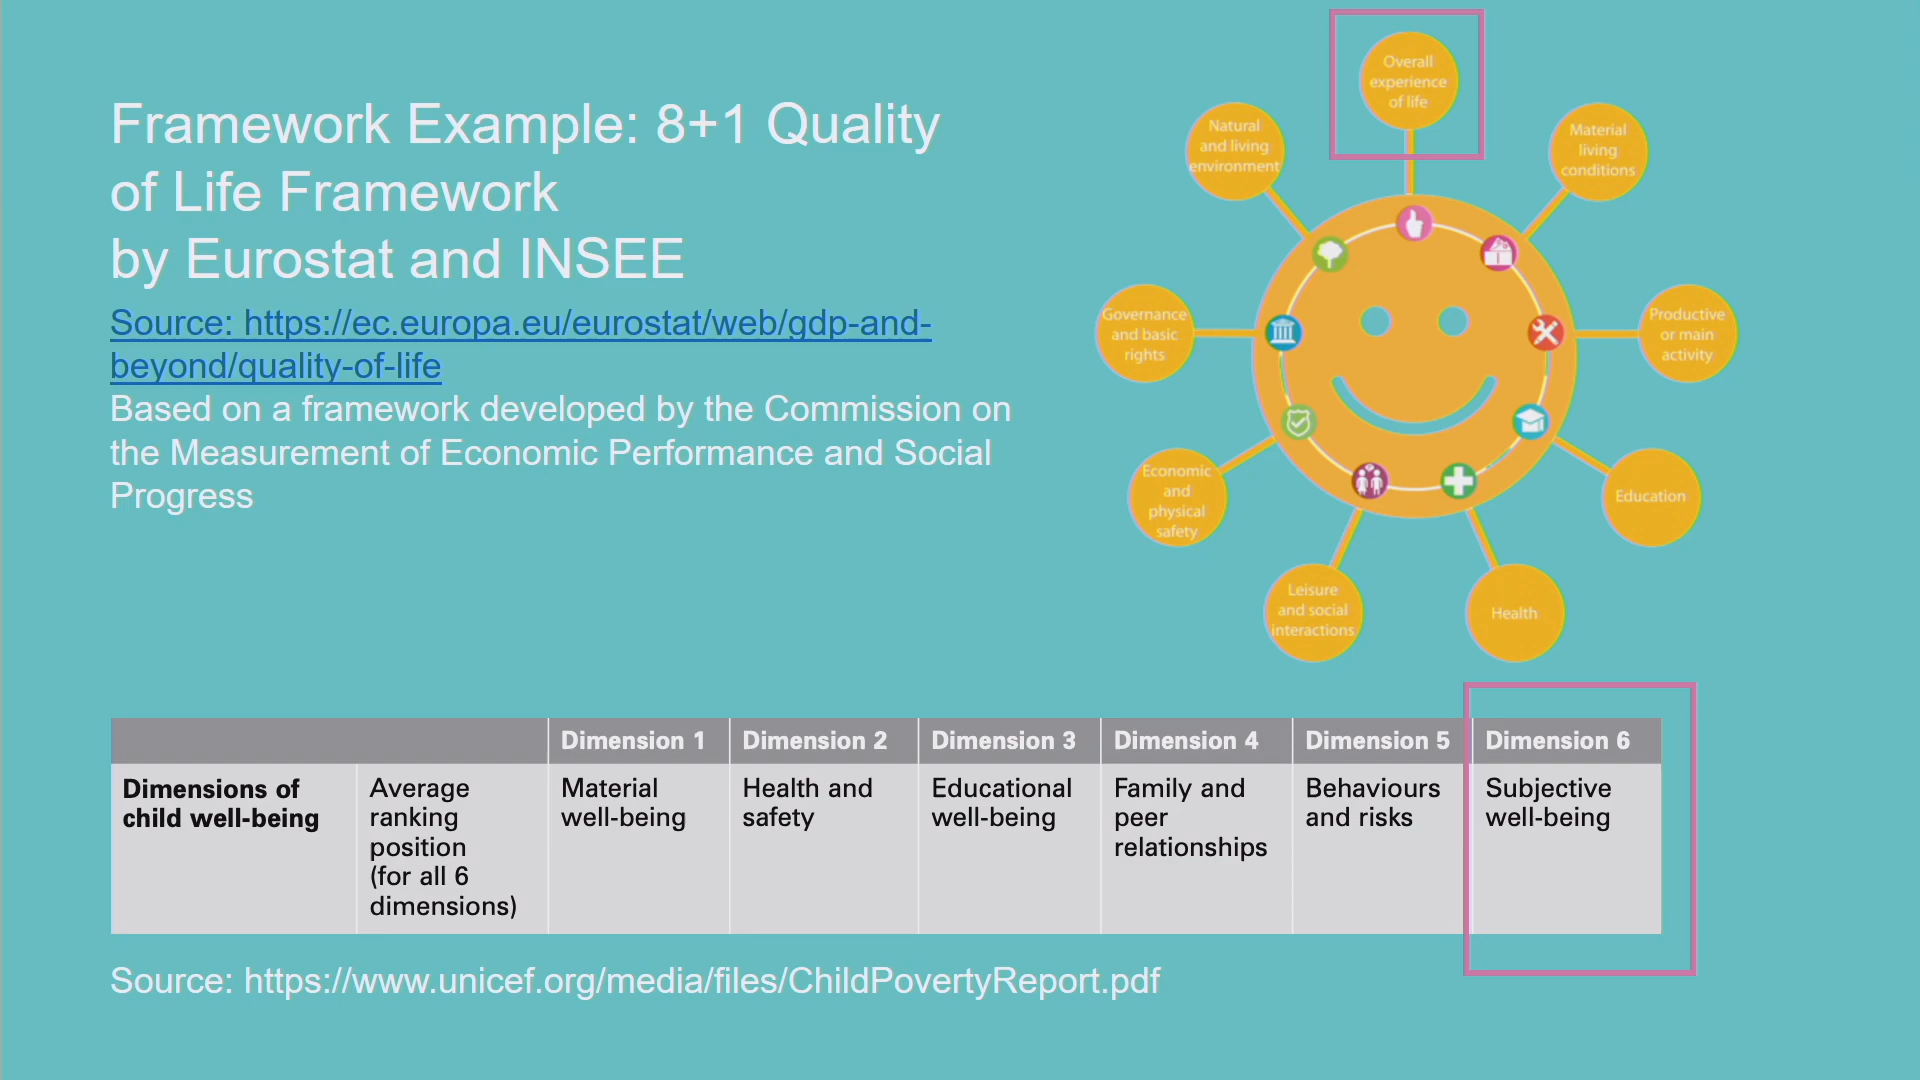 Framework Example: 8+1 Quality
of Life Framework
by Eurostat and INSEE
Source: https://ec.europa.eu/eurostat/web/gdp-and-
beyond/quality-of-life
Based on a framework developed by the Commission on
the Measurement of Economic Performance and Social
Progress
Overall
experience
of life
Natural
and living
environment
Material
living
conditions
Governance
and basic
rights
Productive
or main
activity
Economic
and
physical
safety
Education
Leisure
and social
interactions
Health
Dimension 1
Dimension 2
Dimension 3
Dimension 4
Dimension 5
Dimension 6
Dimensions of
child well-being
Average
ranking
position
(for all 6
dimensions)
Material
well-being
Health and
safety
Educational
well-being
Family and
peer
relationships
Behaviours
and risks
Subjective
well-being
Source: https://www.unicef.org/media/files/ChildPovertyReport.pdf